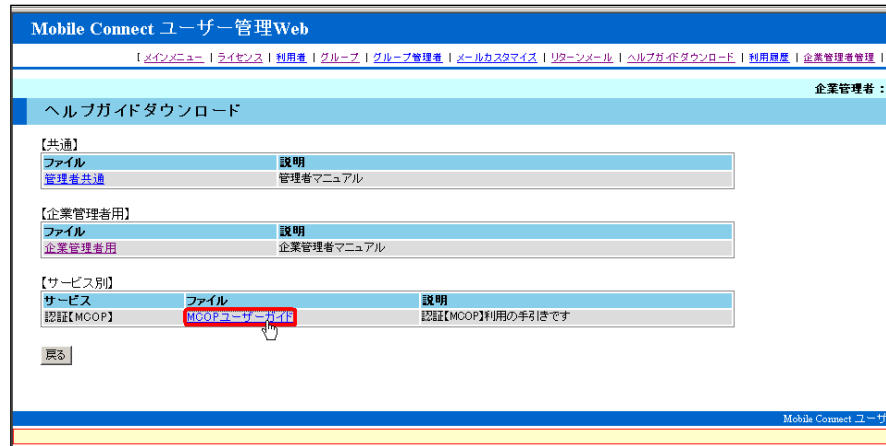 Mobile Connect ユーザー管理Web
[ メインメニュー | ライセンス | 利用者 | グループ | グループ管理者 | メールカスタマイズ | リターンメール | ヘルプガイドダウンロード | 利用履歴 | 企業管理者管理 |
企業管理者：
ヘルプガイドダウンロード
【共通】
ファイル 説明
管理者共通 管理者マニュアル
【企業管理者用】
ファイル 説明
企業管理者用 企業管理者マニュアル
【サービス別】
サービス ファイル 説明
認証【MCOP】 MCOPユーザーガイド 認証【MCOP】利用の手引きです
戻る
Mobile Connect ユーザ